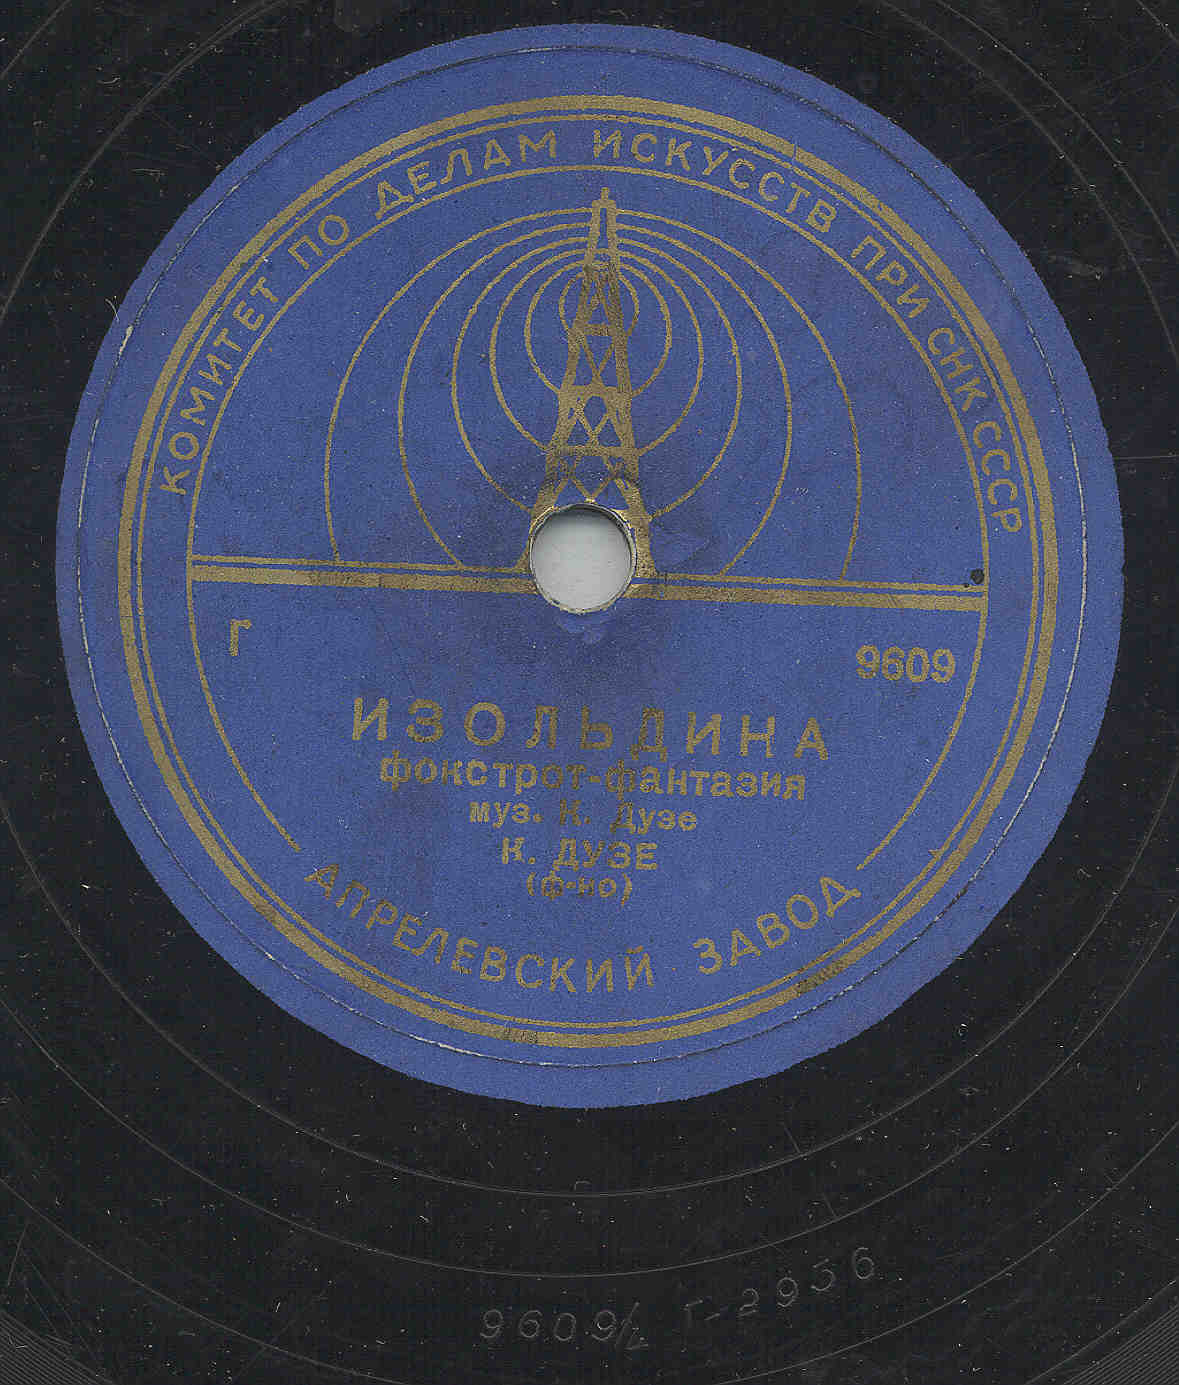 КОМИТЕТ ПО ДЕЛАМ ИСКУССТВ ПРИ СНК СССР
Г
9609
ИЗОЛЬДИНА
фокстрот-фантазия
муз. К. Дузе
К. ДУЗЕ
(ф-но)
АПРЕЛЕВСКИЙ ЗАВОД
9609/2 Г-2956